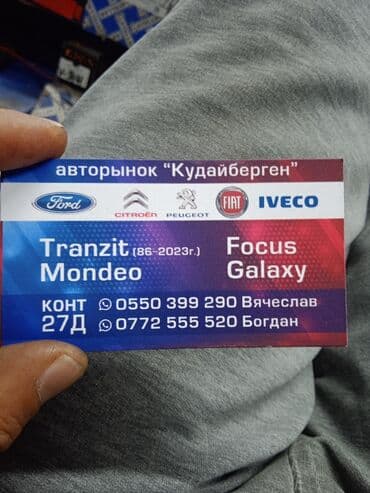 авторынок "Кудайберген"
Ford CITROËN PEUGEOT FIAT IVECO
Tranzit (86-2023г.) Focus
Mondeo Galaxy
КОНТ 0550 399 290 Вячеслав
27Д 0772 555 520 Богдан